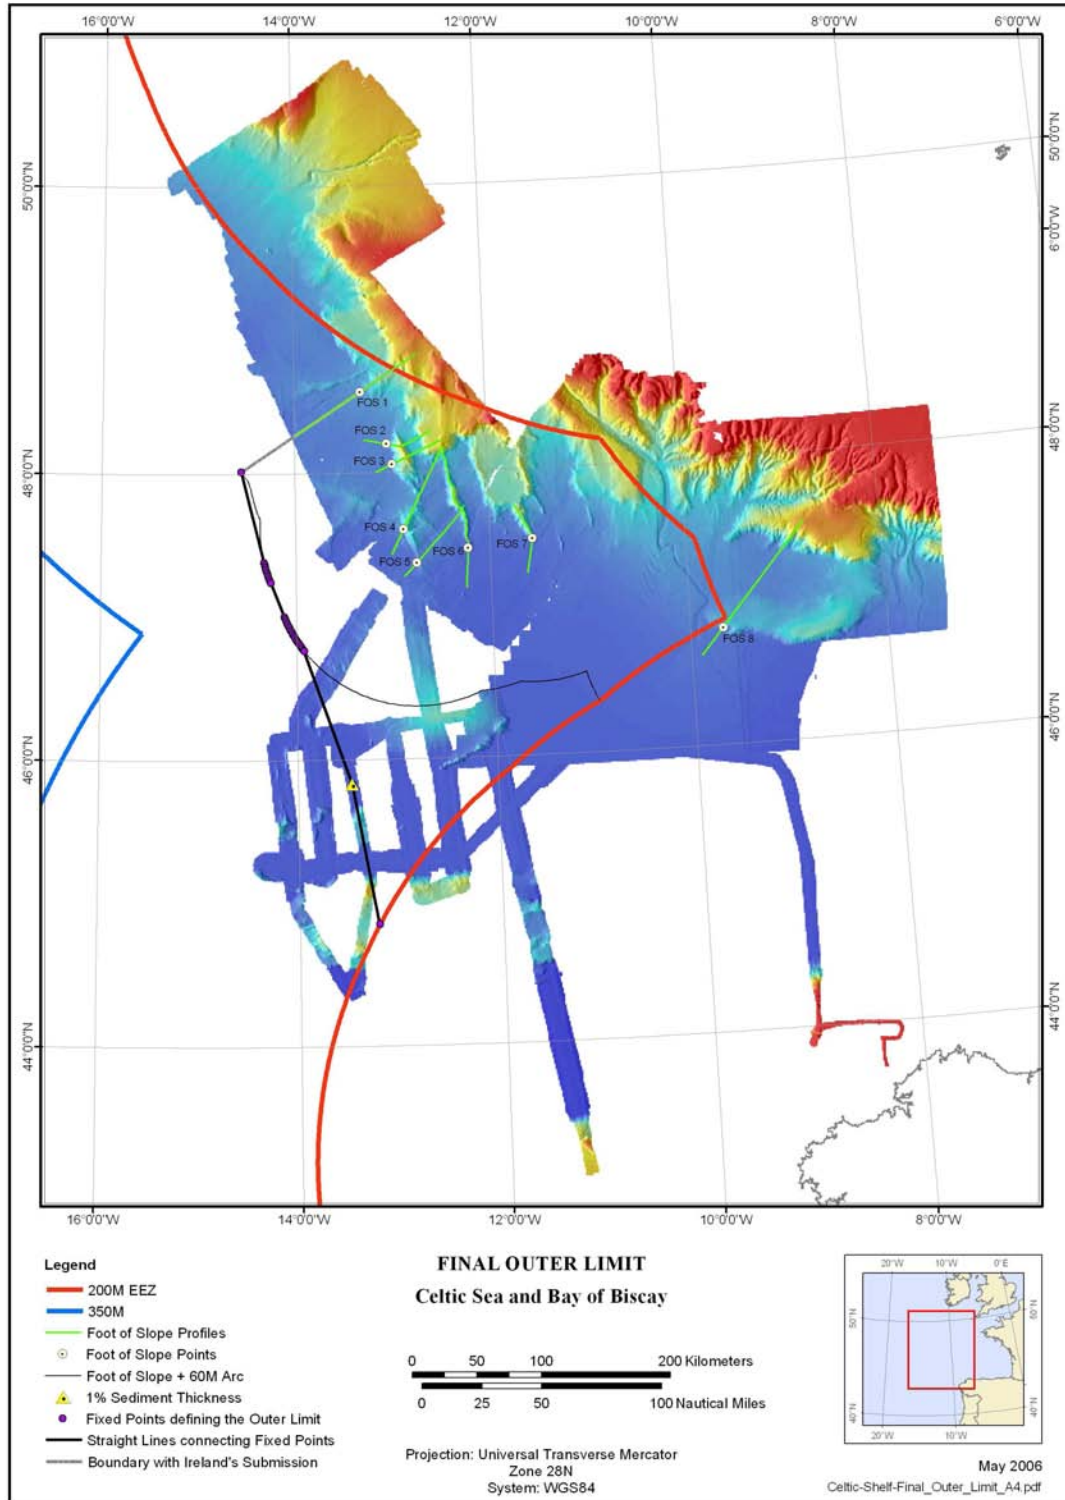 16°0'0"W 14°0'0"W 12°0'0"W 10°0'0"W 8°0'0"W 6°0'0"W
50°0'0"N
50°0'0"N
6°0'0"W
FOS 1
FOS 2
FOS 3
48°0'0"N
48°0'0"N
FOS 4
FOS 5
FOS 6
FOS 7
FOS 8
46°0'0"N
46°0'0"N
44°0'0"N
44°0'0"N
16°0'0"W 14°0'0"W 12°0'0"W 10°0'0"W 8°0'0"W
Legend
200M EEZ
350M
Foot of Slope Profiles
Foot of Slope Points
Foot of Slope + 60M Arc
1% Sediment Thickness
Fixed Points defining the Outer Limit
Straight Lines connecting Fixed Points
Boundary with Ireland's Submission
FINAL OUTER LIMIT
Celtic Sea and Bay of Biscay
0 50 100 200 Kilometers
0 25 50 100 Nautical Miles
Projection: Universal Transverse Mercator
Zone 28N
System: WGS84
20°W 10°W 0°E
50°N
50°N
40°N
40°N
20°W 10°W
May 2006
Celtic-Shelf-Final_Outer_Limit_A4.pdf